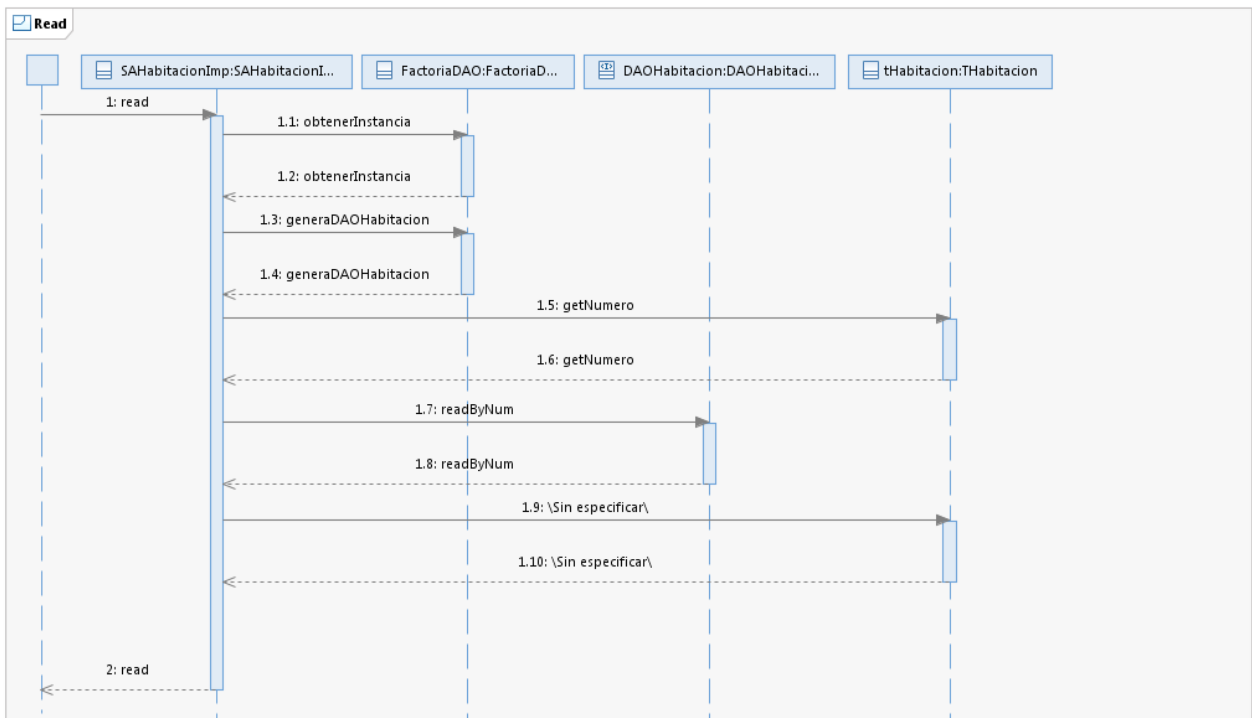 Read
SAHabitacionImp:SAHabitacionI...
FactoriaDAO:FactoriaD...
DAOHabitacion:DAOHabitaci...
tHabitacion:THabitacion
1: read
1.1: obtenerInstancia
1.2: obtenerInstancia
1.3: generaDAOHabitacion
1.4: generaDAOHabitacion
1.5: getNumero
1.6: getNumero
1.7: readByNum
1.8: readByNum
1.9: \Sin especificar\
1.10: \Sin especificar\
2: read